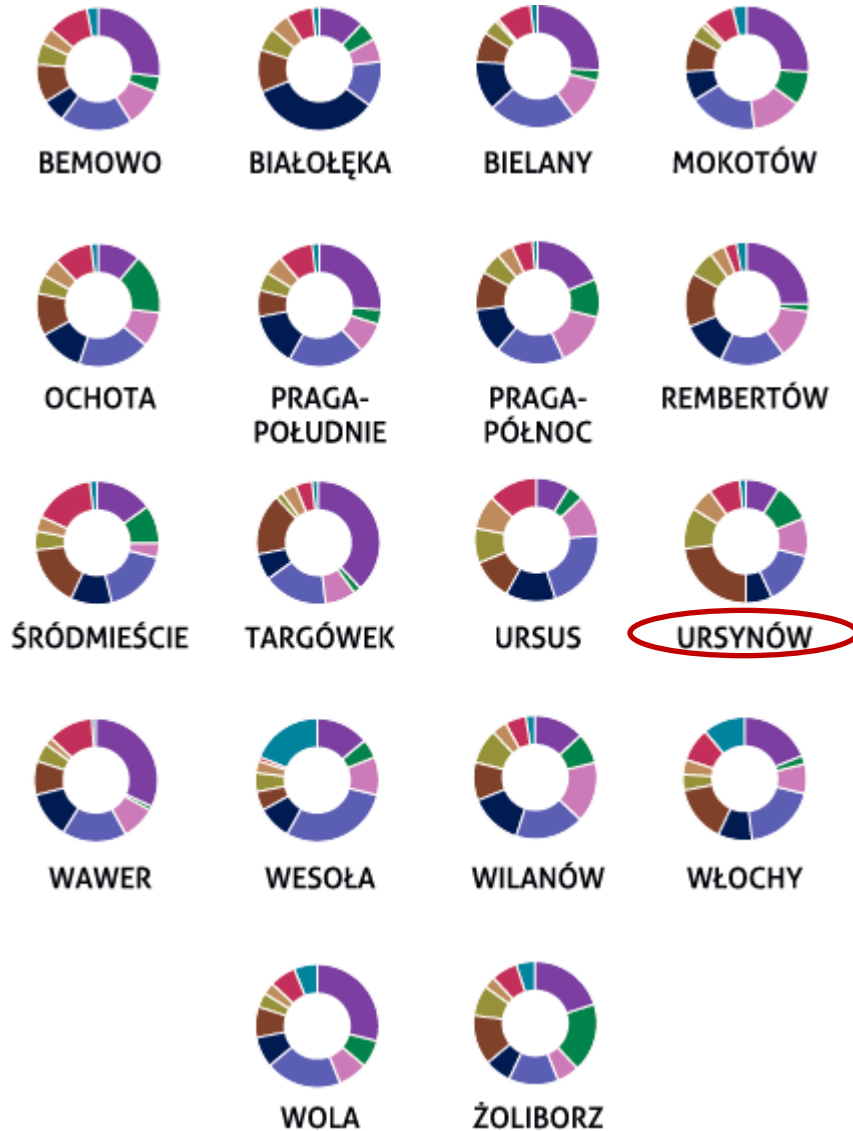 BEMOWO
BIAŁOŁĘKA
BIELANY
MOKOTÓW
OCHOTA
PRAGA-
POŁUDNIE
PRAGA-
PÓŁNOC
REMBERTÓW
ŚRÓDMIEŚCIE
TARGÓWEK
URSUS
URSYNÓW
WAWER
WESOŁA
WILANÓW
WŁOCHY
WOLA
ŻOLIBORZ